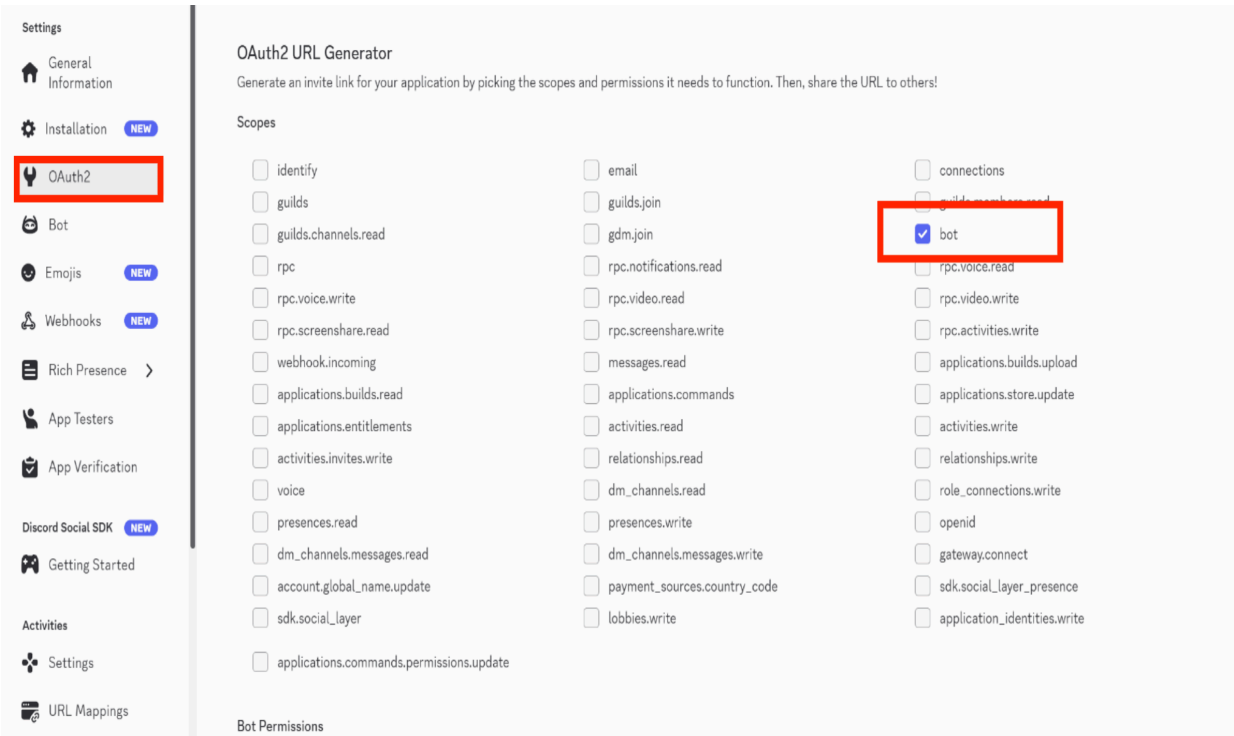 Settings
General
Information
Installation NEW
OAuth2
Bot
Emojis NEW
Webhooks NEW
Rich Presence
App Testers
App Verification
Discord Social SDK NEW
Getting Started
Activities
Settings
URL Mappings
OAuth2 URL Generator
Generate an invite link for your application by picking the scopes and permissions it needs to function. Then, share the URL to others!
Scopes
identify email connections
guilds guilds.join guilds.members.read
guilds.channels.read gdm.join bot
rpc rpc.notifications.read rpc.voice.read
rpc.voice.write rpc.video.read rpc.video.write
rpc.screenshare.read rpc.screenshare.write rpc.activities.write
webhook.incoming messages.read applications.builds.upload
applications.builds.read applications.commands applications.store.update
applications.entitlements activities.read activities.write
activities.invites.write relationships.read relationships.write
voice dm_channels.read role_connections.write
presences.read presences.write openid
dm_channels.messages.read dm_channels.messages.write gateway.connect
account.global_name.update payment_sources.country_code sdk.social_layer_presence
sdk.social_layer lobbies.write application_identities.write
applications.commands.permissions.update
Bot Permissions